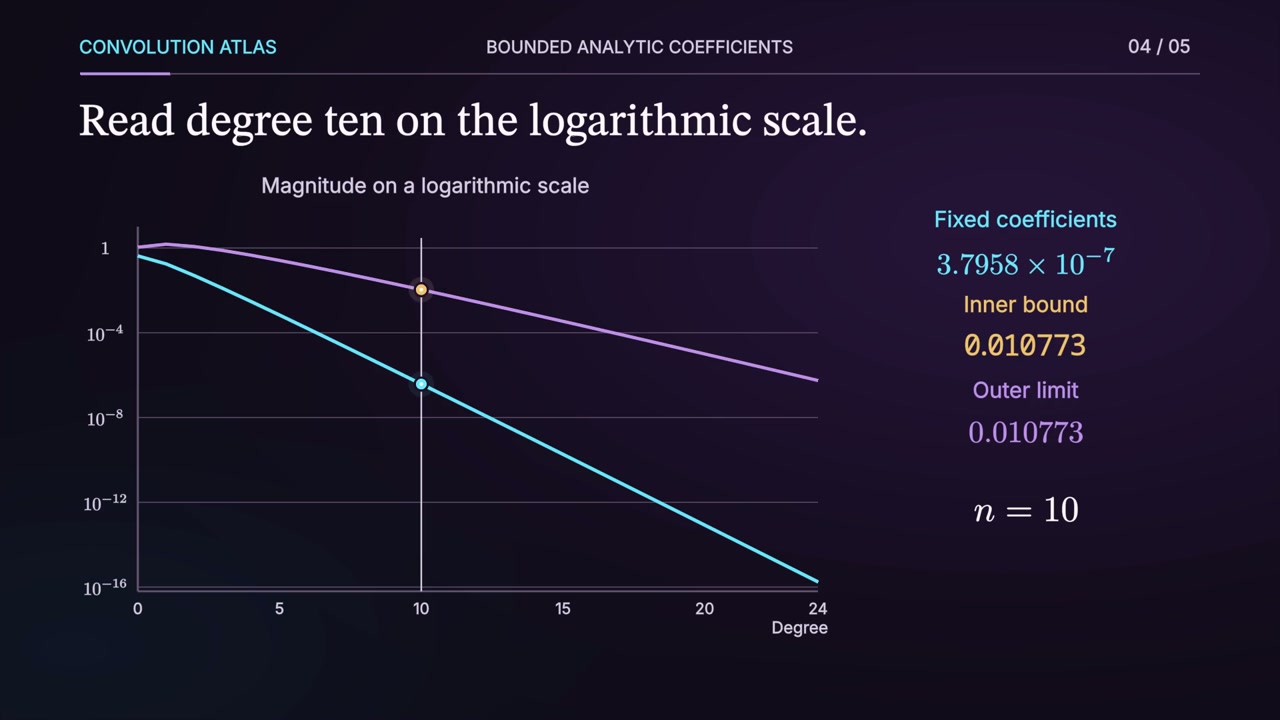 CONVOLUTION ATLAS
BOUNDED ANALYTIC COEFFICIENTS
04 / 05
Read degree ten on the logarithmic scale.
Magnitude on a logarithmic scale
1
10⁻⁴
10⁻⁸
10⁻¹²
10⁻¹⁶
0 5 10 15 20 24
Degree
Fixed coefficients
3.7958 × 10⁻⁷
Inner bound
0.010773
Outer limit
0.010773
n = 10